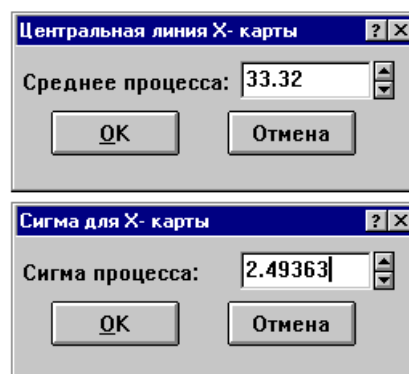 Центральная линия X- карты ? ×
Среднее процесса: 33.32
OK Отмена
Сигма для X- карты ? ×
Сигма процесса: 2.49363
OK Отмена